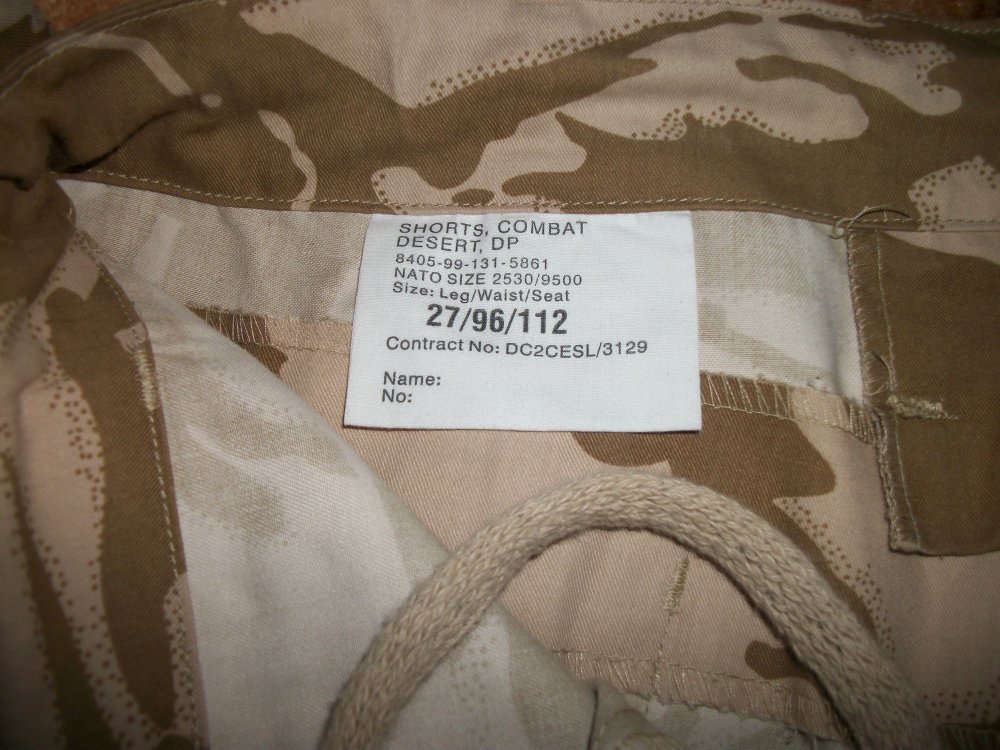 SHORTS, COMBAT
DESERT, DP
8405-99-131-5861
NATO SIZE 2530/9500
Size: Leg/Waist/Seat
27/96/112
Contract No: DC2CESL/3129
Name:
No: